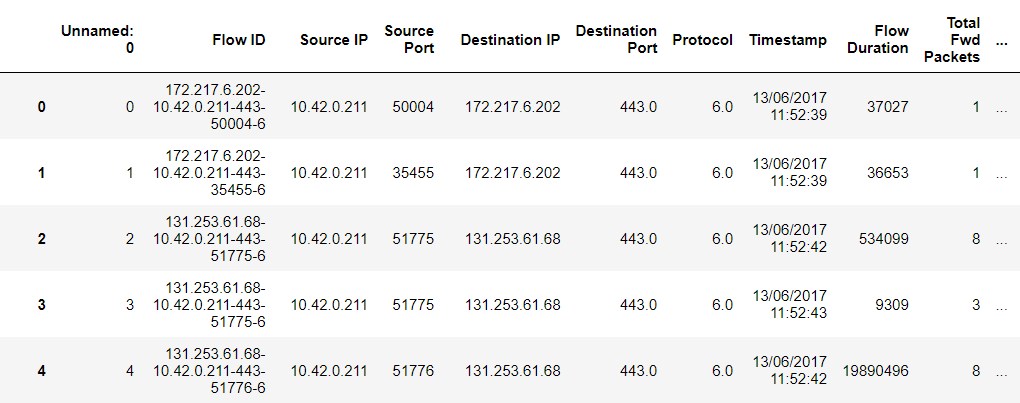 Unnamed: 0 Flow ID Source IP Source Port Destination IP Destination Port Protocol Timestamp Flow Duration Total Fwd Packets ...
0 0 172.217.6.202-10.42.0.211-443-50004-6 10.42.0.211 50004 172.217.6.202 443.0 6.0 13/06/2017 11:52:39 37027 1 ...
1 1 172.217.6.202-10.42.0.211-443-35455-6 10.42.0.211 35455 172.217.6.202 443.0 6.0 13/06/2017 11:52:39 36653 1 ...
2 2 131.253.61.68-10.42.0.211-443-51775-6 10.42.0.211 51775 131.253.61.68 443.0 6.0 13/06/2017 11:52:42 534099 8 ...
3 3 131.253.61.68-10.42.0.211-443-51775-6 10.42.0.211 51775 131.253.61.68 443.0 6.0 13/06/2017 11:52:43 9309 3 ...
4 4 131.253.61.68-10.42.0.211-443-51776-6 10.42.0.211 51776 131.253.61.68 443.0 6.0 13/06/2017 11:52:42 19890496 8 ...